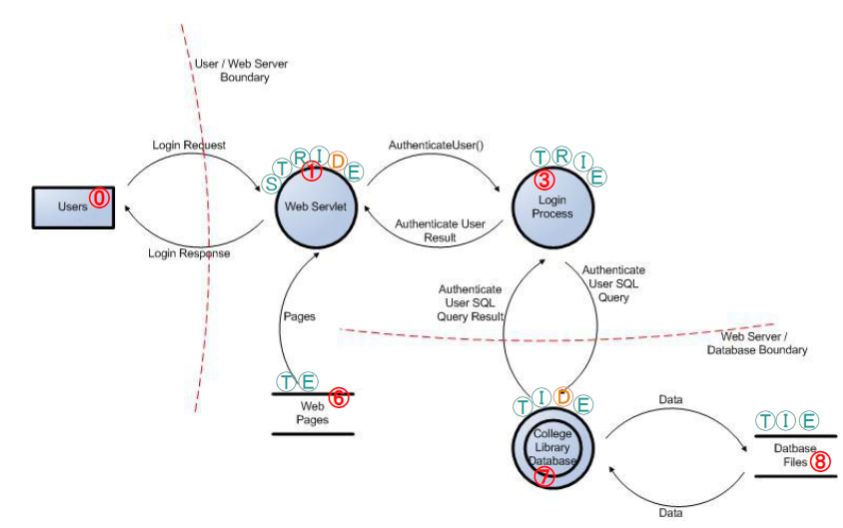 User / Web Server
Boundary
Login Request
AuthenticateUser()
S T R I D E
T R I E
⓪
①
③
Users
Web Servlet
Login
Process
Authenticate User
Result
Login Response
Authenticate
User SQL
Query
Authenticate
User SQL
Query Result
Pages
Web Server /
Database Boundary
T E
⑥
Web
Pages
T I D E
Data
T I E
College
Library
Database
⑦
Datbase
Files
⑧
Data